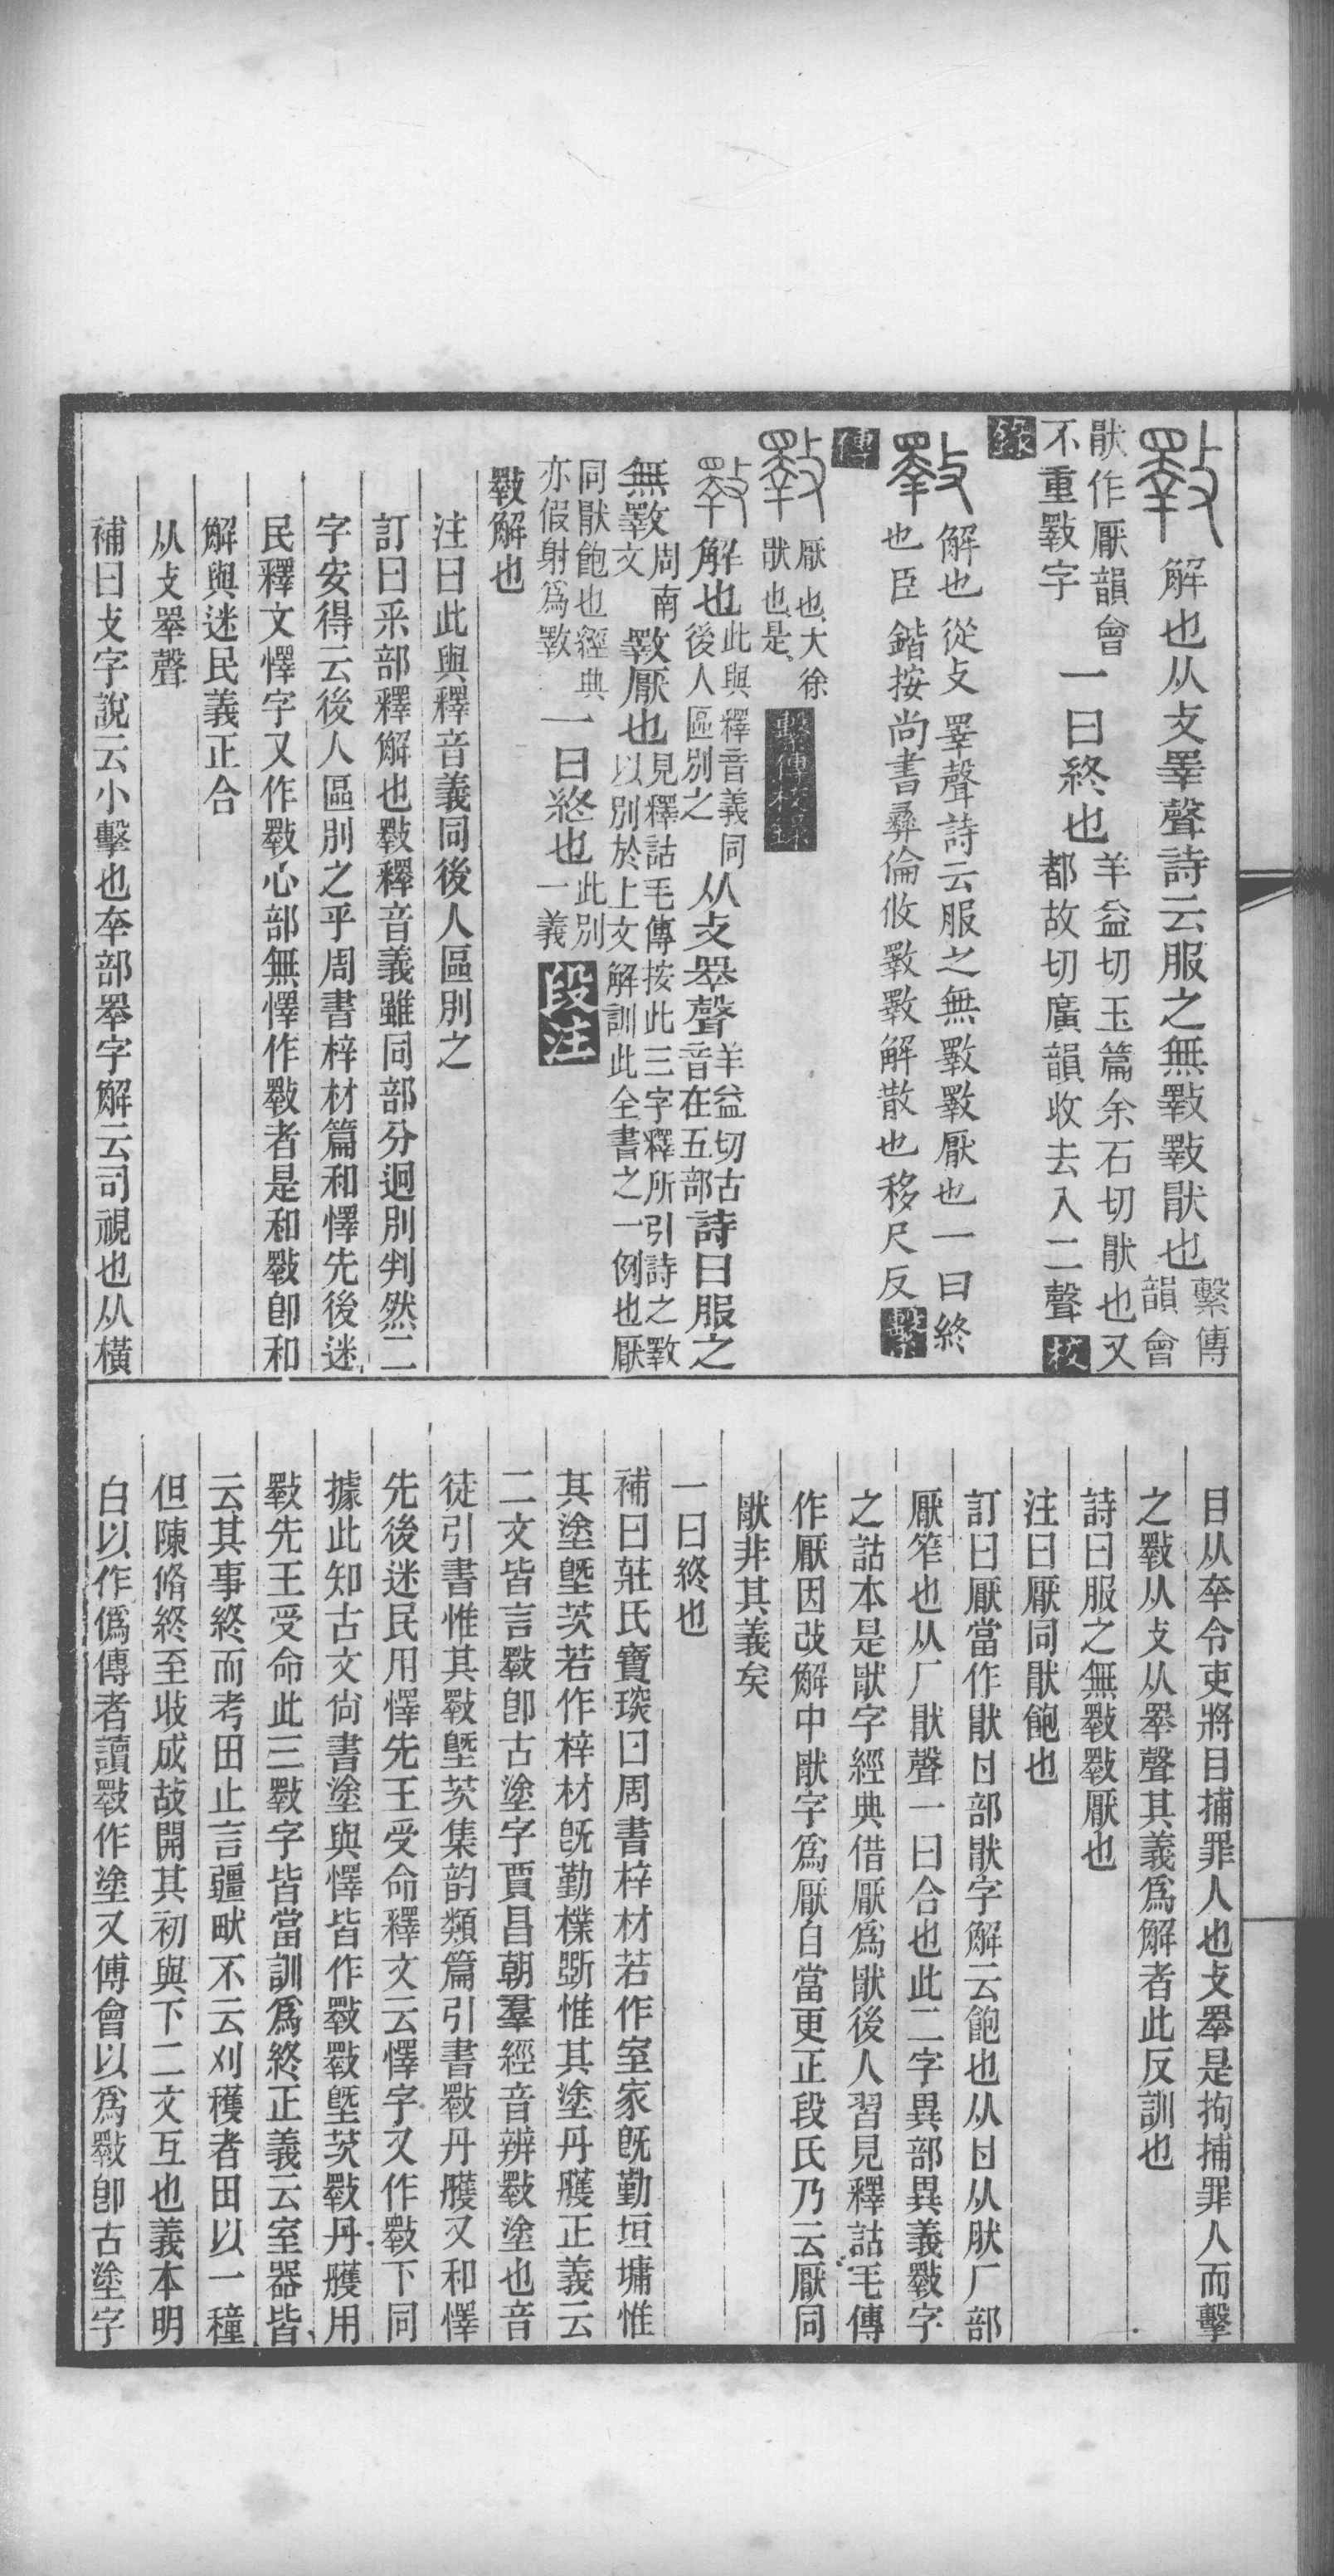 斁
解也从攴睪聲詩云服之無斁斁猒也
繫傳韻會
猒作厭韻會不重斁字
一曰終也
羊益切玉篇余石切猒也又都故切廣韻收去入二聲
校錄
斁
解也從攴睪聲詩云服之無斁斁厭也一曰終也臣鍇按尚書彝倫攸斁斁解散也移尺反
繫傳
斁
厭也大徐猒也是
繫傳校錄
斁解也
此與釋音義同後人區別之
从攴睪聲
羊益切古音在五部
詩曰服之
無斁
周南文
斁厭也
見釋詁毛傳按此三字釋所引詩之斁以別於上文解訓此全書之一例也厭
同猒飽也經典亦假射爲斁
一曰終也
此別一義
段注
斁解也
注曰此與釋音義同後人區別之
訂曰釆部釋解也斁釋音義雖同部分迥別判然二
字安得云後人區別之乎周書梓材篇和懌先後迷
民釋文懌字又作斁心部無懌作斁者是和斁卽和
解與迷民義正合
从攴睪聲
補曰攴字說云小擊也㚔部睪字解云司視也从橫
目从㚔令吏將目捕罪人也攴睪是拘捕罪人而擊
之斁从攴从睪聲其義爲解者此反訓也
詩曰服之無斁斁厭也
注曰厭同猒飽也
訂曰厭當作猒甘部猒字解云飽也从甘从肰厂部
厭笮也从厂猒聲一曰合也此二字異部異義斁字
之詁本是猒字經典借厭爲猒後人習見釋詁毛傳
作厭因改解中猒字爲厭自當更正段氏乃云厭同
猒非其義矣
一曰終也
補曰莊氏寶琛曰周書梓材若作室家旣勤垣墉惟
其塗塈茨若作梓材旣勤樸斲惟其塗丹雘正義云
二文皆言斁卽古塗字賈昌朝羣經音辨斁塗也音
徒引書惟其斁塈茨集韵類篇引書斁丹雘又和懌
先後迷民用懌先王受命釋文云懌字又作斁下同
據此知古文尙書塗與懌皆作斁斁塈茨斁丹雘用
斁先王受命此三斁字皆當訓爲終正義云室器皆
云其事終而考田止言疆畎不云刈穫者田以一種
但陳脩終至收成故開其初與下二文互也義本明
白以作僞傳者讀斁作塗又傅會以爲斁卽古塗字